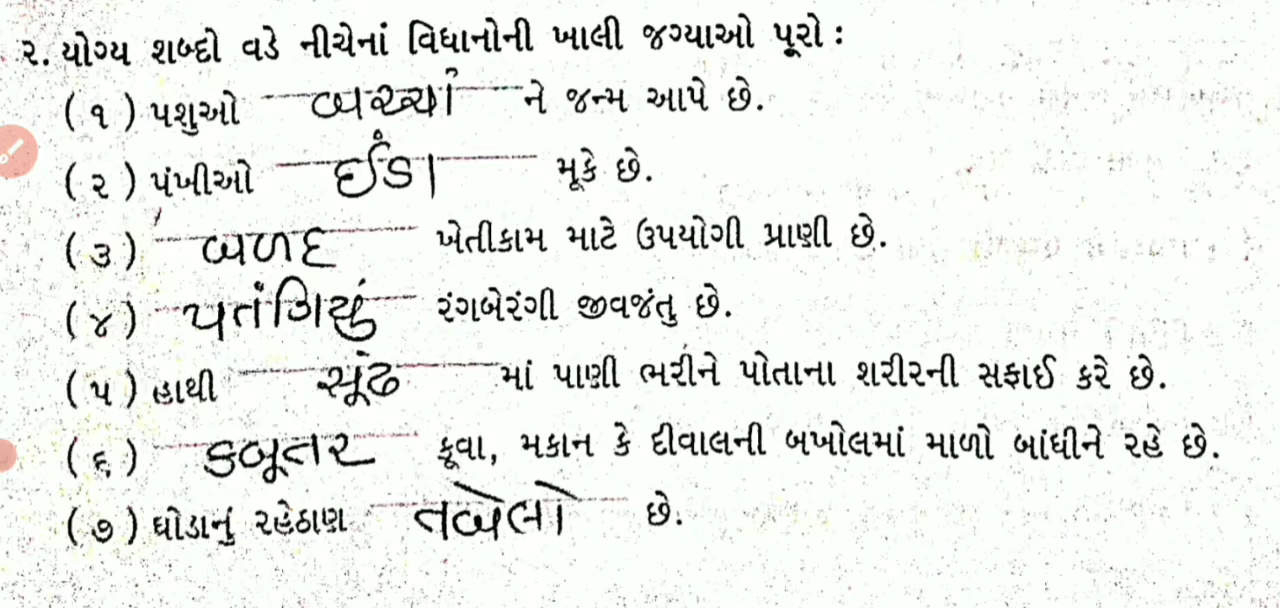 ૨. યોગ્ય શબ્દો વડે નીચેનાં વિધાનોની ખાલી જગ્યાઓ પૂરો :
(૧) પશુઓ બચ્ચાં ને જન્મ આપે છે.
(૨) પંખીઓ ઈંડાં મૂકે છે.
(૩) બળદ ખેતીકામ માટે ઉપયોગી પ્રાણી છે.
(૪) પતંગિયું રંગબેરંગી જીવજંતુ છે.
(૫) હાથી સૂંઢ માં પાણી ભરીને પોતાના શરીરની સફાઈ કરે છે.
(૬) કબૂતર કૂવા, મકાન કે દીવાલની બખોલમાં માળો બાંધીને રહે છે.
(૭) ઘોડાનું રહેઠાણ તબેલો છે.